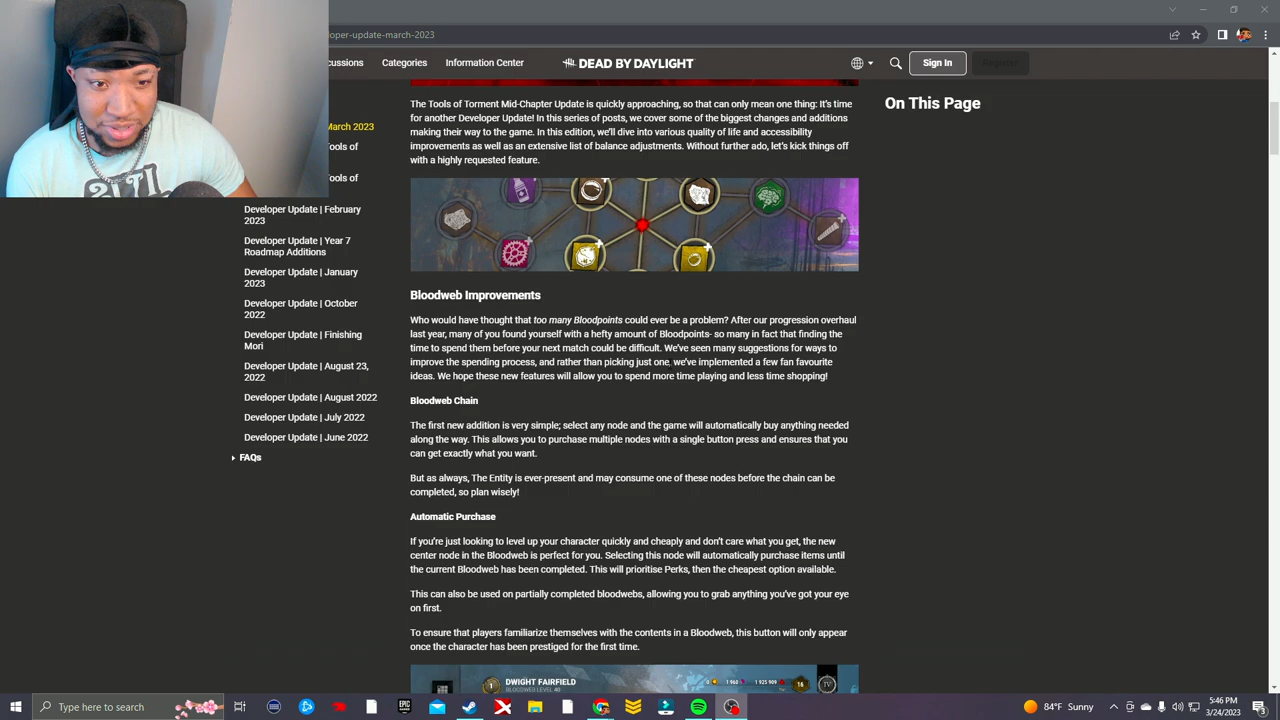 oper-update-march-2023
cussions Categories Information Center DEAD BY DAYLIGHT Sign In Register
On This Page
March 2023
Tools of
Tools of
Developer Update | February
2023
Developer Update | Year 7
Roadmap Additions
Developer Update | January
2023
Developer Update | October
2022
Developer Update | Finishing
Mori
Developer Update | August 23,
2022
Developer Update | August 2022
Developer Update | July 2022
Developer Update | June 2022
FAQs
The Tools of Torment Mid-Chapter Update is quickly approaching, so that can only mean one thing: It's time
for another Developer Update! In this series of posts, we cover some of the biggest changes and additions
making their way to the game. In this edition, we'll dive into various quality of life and accessibility
improvements as well as an extensive list of balance adjustments. Without further ado, let's kick things off
with a highly requested feature.
Bloodweb Improvements
Who would have thought that too many Bloodpoints could ever be a problem? After our progression overhaul
last year, many of you found yourself with a hefty amount of Bloodpoints- so many in fact that finding the
time to spend them before your next match could be difficult. We've seen many suggestions for ways to
improve the spending process, and rather than picking just one, we've implemented a few fan favourite
ideas. We hope these new features will allow you to spend more time playing and less time shopping!
Bloodweb Chain
The first new addition is very simple; select any node and the game will automatically buy anything needed
along the way. This allows you to purchase multiple nodes with a single button press and ensures that you
can get exactly what you want.
But as always, The Entity is ever-present and may consume one of these nodes before the chain can be
completed, so plan wisely!
Automatic Purchase
If you're just looking to level up your character quickly and cheaply and don't care what you get, the new
center node in the Bloodweb is perfect for you. Selecting this node will automatically purchase items until
the current Bloodweb has been completed. This will prioritise Perks, then the cheapest option available.
This can also be used on partially completed bloodwebs, allowing you to grab anything you've got your eye
on first.
To ensure that players familiarize themselves with the contents in a Bloodweb, this button will only appear
once the character has been prestiged for the first time.
1 DWIGHT FAIRFIELD 0 1 960 1 925 909 16 IV
BLOODWEB LEVEL 40
Type here to search EPIC 84°F Sunny 5:46 PM
3/24/2023 3